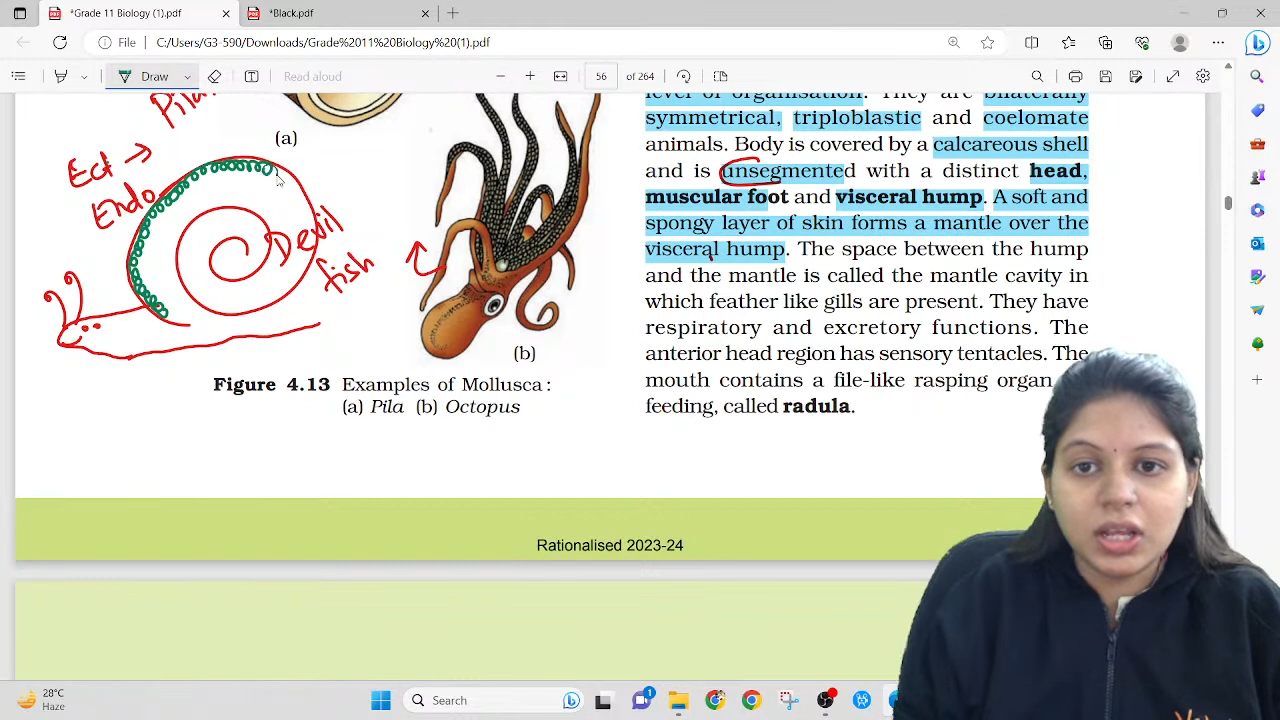 *Grade 11 Biology (1).pdf
*Black.pdf
File
C:/Users/G3-590/Downloads/Grade%2011%20Biology%20(1).pdf
Draw
Read aloud
56
of 264
Pila
(a)
Ect →
Endo
Devil
fish
(b)
Figure 4.13 Examples of Mollusca :
(a) Pila (b) Octopus
level of organisation. They are bilaterally
symmetrical, triploblastic and coelomate
animals. Body is covered by a calcareous shell
and is unsegmented with a distinct head,
muscular foot and visceral hump. A soft and
spongy layer of skin forms a mantle over the
visceral hump. The space between the hump
and the mantle is called the mantle cavity in
which feather like gills are present. They have
respiratory and excretory functions. The
anterior head region has sensory tentacles. The
mouth contains a file-like rasping organ
feeding, called radula.
Rationalised 2023-24
28°C
Haze
Search
1